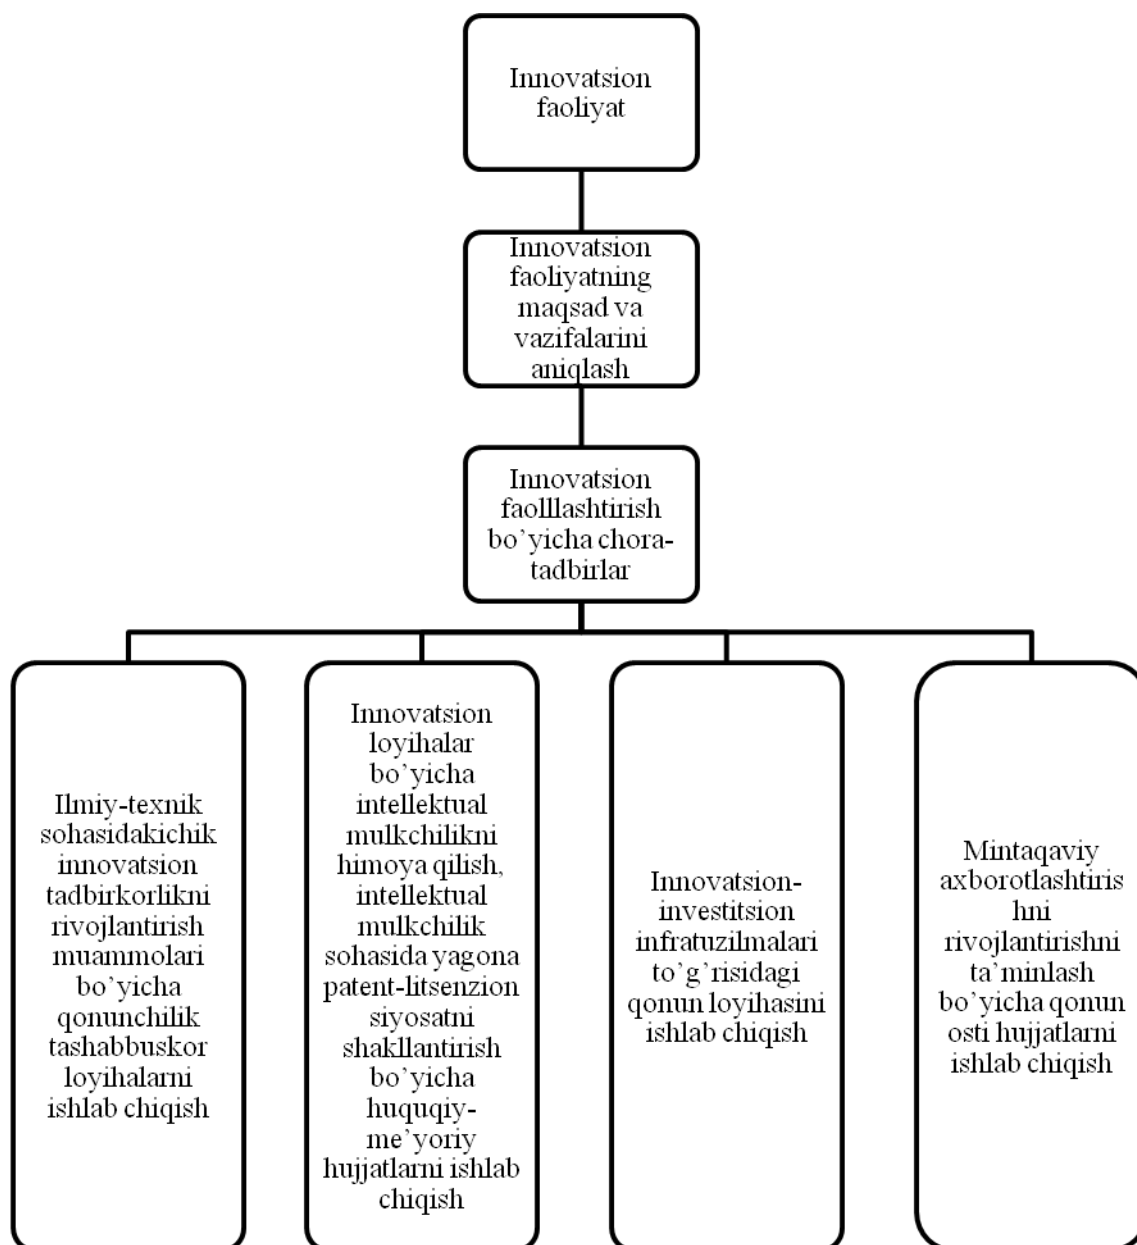 Innovatsion
faoliyat
Innovatsion
faoliyatning
maqsad va
vazifalarini
aniqlash
Innovatsion
faolllashtirish
bo’yicha chora-
tadbirlar
Ilmiy-texnik
sohasidakichik
innovatsion
tadbirkorlikni
rivojlantirish
muammolari
bo’yicha
qonunchilik
tashabbuskor
loyihalarni
ishlab chiqish
Innovatsion
loyihalar
bo’yicha
intellektual
mulkchilikni
himoya qilish,
intellektual
mulkchilik
sohasida yagona
patent-litsenzion
siyosatni
shakllantirish
bo’yicha
huquqiy-
me’yoriy
hujjatlarni ishlab
chiqish
Innovatsion-
investitsion
infratuzilmalari
to’g’risidagi
qonun loyihasini
ishlab chiqish
Mintaqaviy
axborotlashtiris
hni
rivojlantirishni
ta’minlash
bo’yicha qonun
osti hujjatlarni
ishlab chiqish